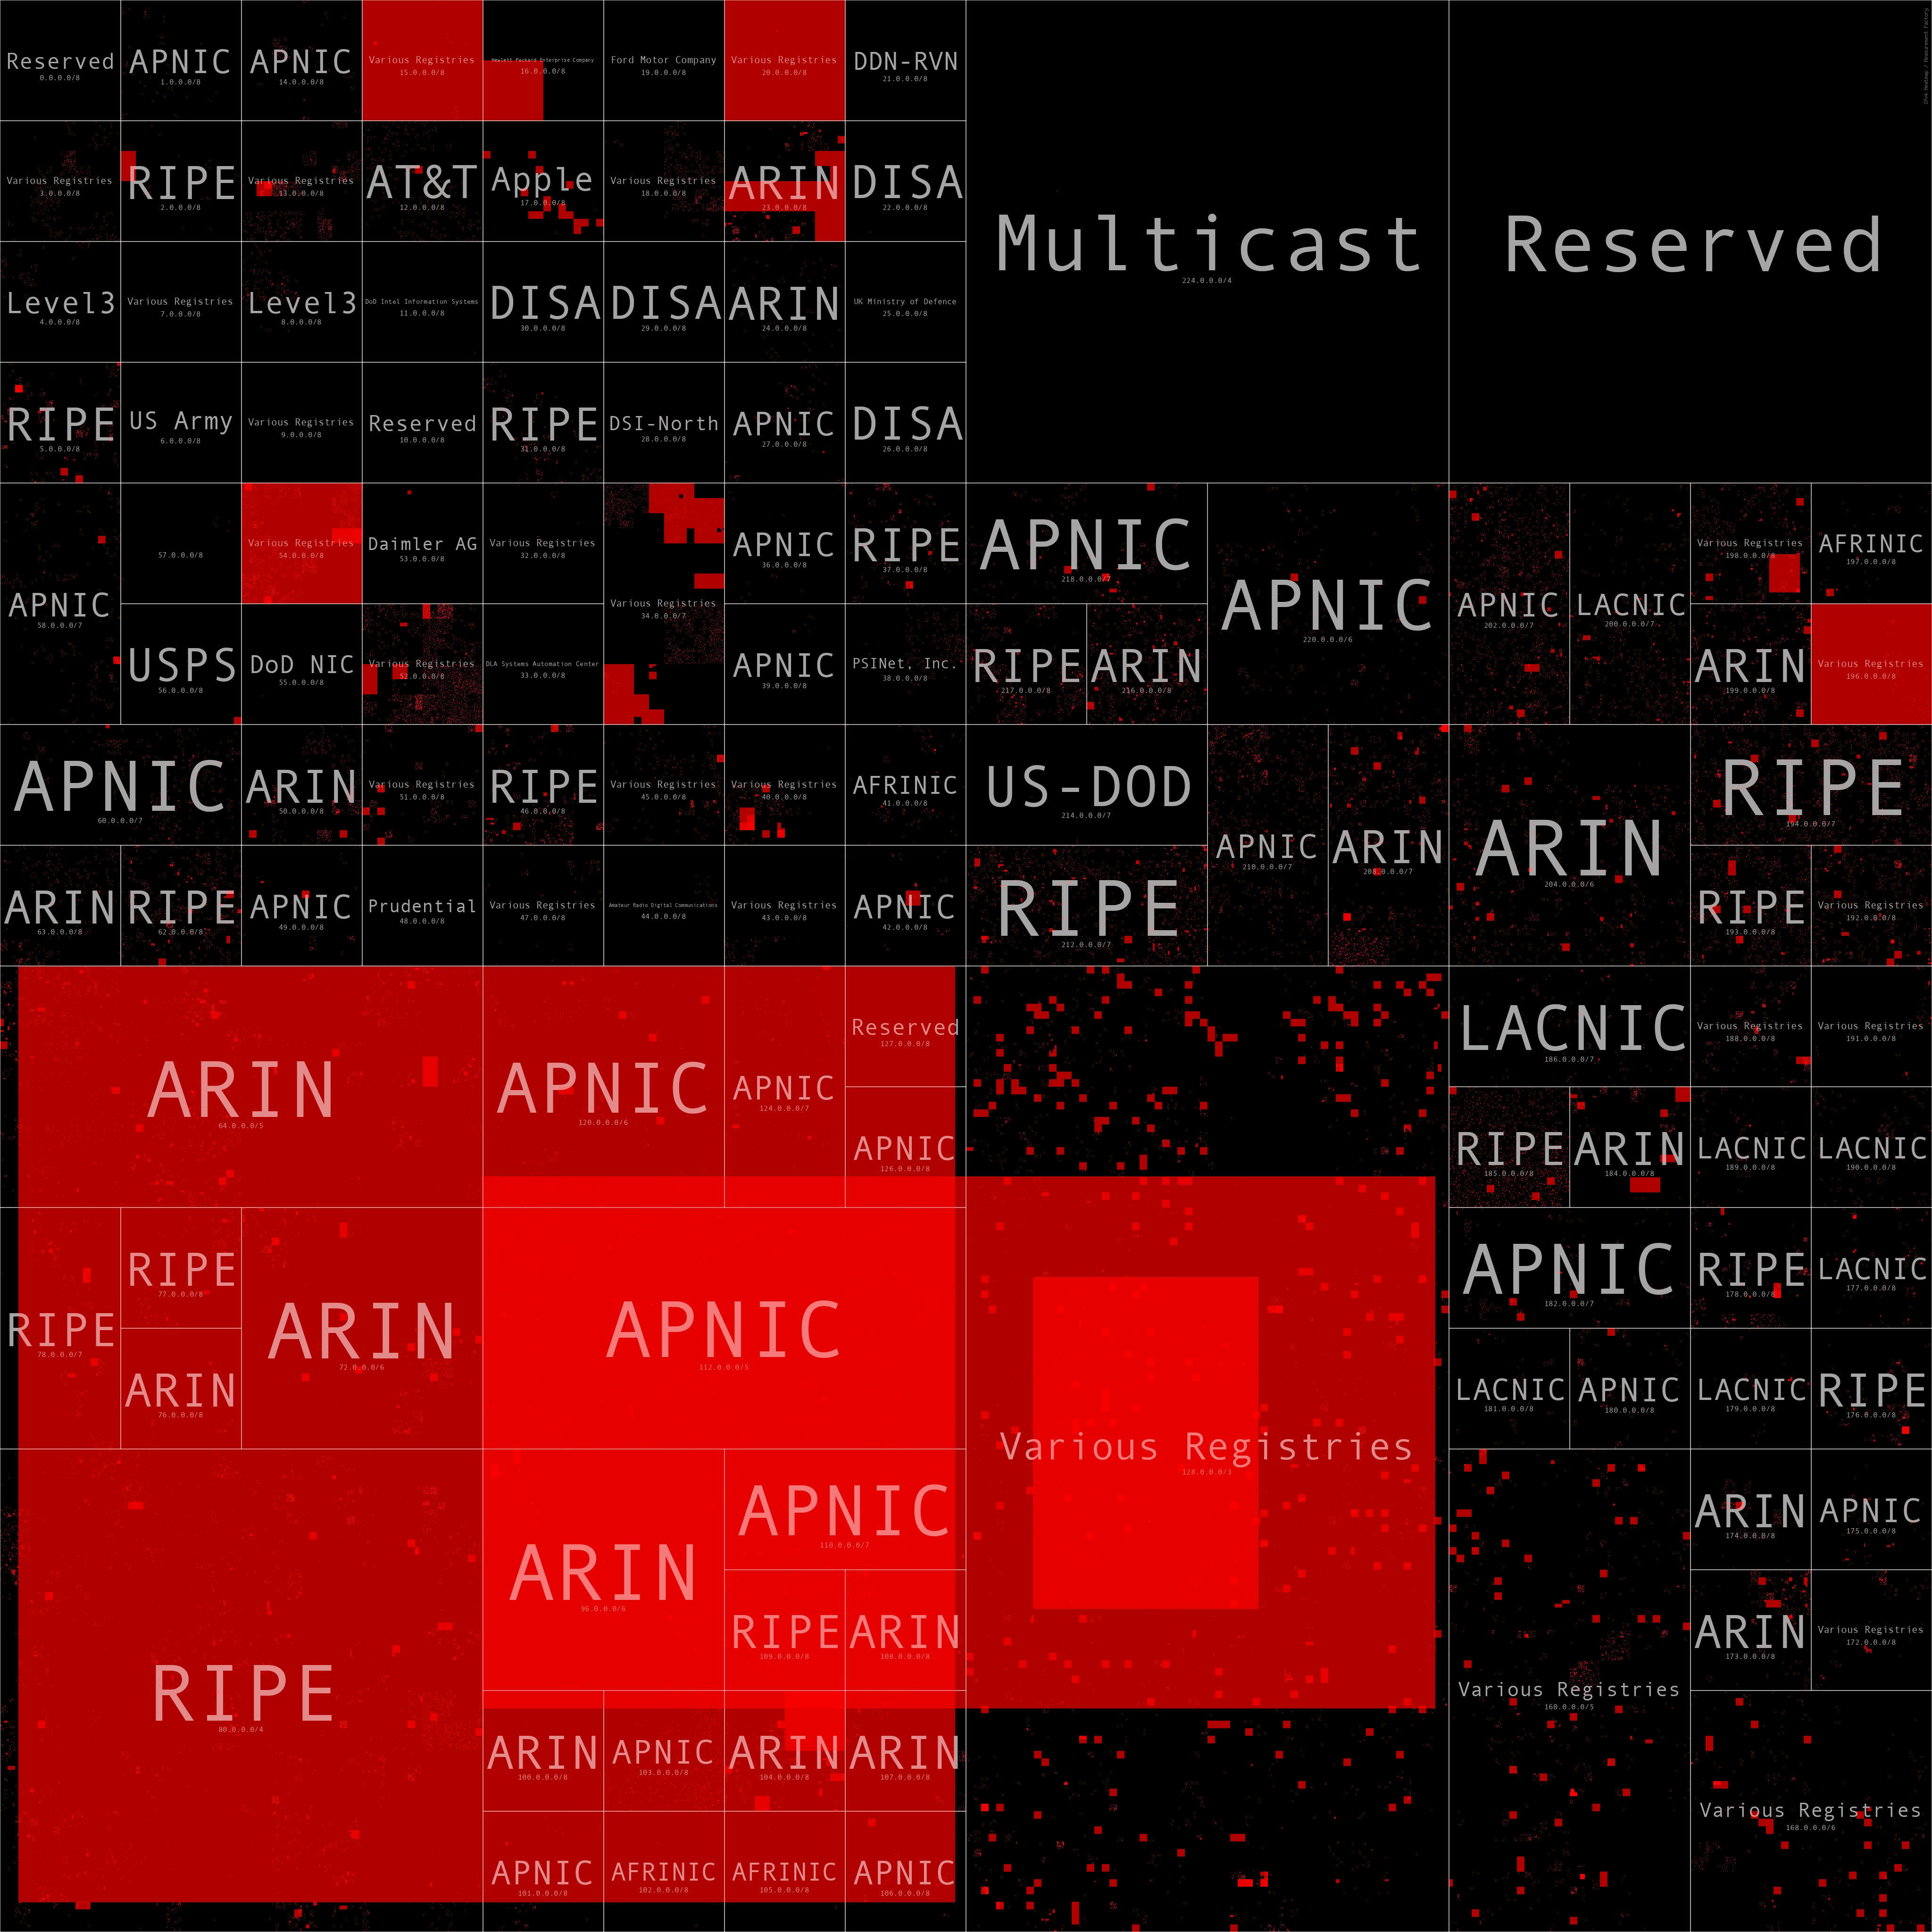 Reserved
0.0.0.0/8
APNIC
1.0.0.0/8
APNIC
14.0.0.0/8
Various Registries
15.0.0.0/8
Hewlett Packard Enterprise Company
16.0.0.0/8
Ford Motor Company
19.0.0.0/8
Various Registries
20.0.0.0/8
DDN-RVN
21.0.0.0/8
IPv4 Heatmap / Measurement Factory
Various Registries
3.0.0.0/8
RIPE
2.0.0.0/8
Various Registries
13.0.0.0/8
AT&T
12.0.0.0/8
Apple
17.0.0.0/8
Various Registries
18.0.0.0/8
ARIN
23.0.0.0/8
DISA
22.0.0.0/8
Multicast
224.0.0.0/4
Reserved
Level3
4.0.0.0/8
Various Registries
7.0.0.0/8
Level3
8.0.0.0/8
DoD Intel Information Systems
11.0.0.0/8
DISA
30.0.0.0/8
DISA
29.0.0.0/8
ARIN
24.0.0.0/8
UK Ministry of Defence
25.0.0.0/8
RIPE
5.0.0.0/8
US Army
6.0.0.0/8
Various Registries
9.0.0.0/8
Reserved
10.0.0.0/8
RIPE
31.0.0.0/8
DSI-North
28.0.0.0/8
APNIC
27.0.0.0/8
DISA
26.0.0.0/8
APNIC
58.0.0.0/7
57.0.0.0/8
Various Registries
54.0.0.0/8
Daimler AG
53.0.0.0/8
Various Registries
32.0.0.0/8
Various Registries
34.0.0.0/7
APNIC
36.0.0.0/8
RIPE
37.0.0.0/8
APNIC
218.0.0.0/7
APNIC
220.0.0.0/6
APNIC
202.0.0.0/7
LACNIC
200.0.0.0/7
Various Registries
198.0.0.0/8
AFRINIC
197.0.0.0/8
USPS
56.0.0.0/8
DoD NIC
55.0.0.0/8
Various Registries
52.0.0.0/8
DLA Systems Automation Center
33.0.0.0/8
APNIC
39.0.0.0/8
PSINet, Inc.
38.0.0.0/8
RIPE
217.0.0.0/8
ARIN
216.0.0.0/8
ARIN
199.0.0.0/8
Various Registries
196.0.0.0/8
APNIC
60.0.0.0/7
ARIN
50.0.0.0/8
Various Registries
51.0.0.0/8
RIPE
46.0.0.0/8
Various Registries
45.0.0.0/8
Various Registries
40.0.0.0/8
AFRINIC
41.0.0.0/8
US-DOD
214.0.0.0/7
APNIC
210.0.0.0/7
ARIN
208.0.0.0/7
ARIN
204.0.0.0/6
RIPE
194.0.0.0/7
ARIN
63.0.0.0/8
RIPE
62.0.0.0/8
APNIC
49.0.0.0/8
Prudential
48.0.0.0/8
Various Registries
47.0.0.0/8
Amateur Radio Digital Communications
44.0.0.0/8
Various Registries
43.0.0.0/8
APNIC
42.0.0.0/8
RIPE
212.0.0.0/7
RIPE
193.0.0.0/8
Various Registries
192.0.0.0/8
ARIN
64.0.0.0/5
APNIC
120.0.0.0/6
APNIC
124.0.0.0/7
Reserved
127.0.0.0/8
APNIC
126.0.0.0/8
LACNIC
186.0.0.0/7
Various Registries
188.0.0.0/8
Various Registries
191.0.0.0/8
RIPE
185.0.0.0/8
ARIN
184.0.0.0/8
LACNIC
189.0.0.0/8
LACNIC
190.0.0.0/8
RIPE
78.0.0.0/7
RIPE
77.0.0.0/8
ARIN
76.0.0.0/8
ARIN
72.0.0.0/6
APNIC
112.0.0.0/5
Various Registries
128.0.0.0/3
APNIC
182.0.0.0/7
RIPE
178.0.0.0/8
LACNIC
177.0.0.0/8
LACNIC
181.0.0.0/8
APNIC
180.0.0.0/8
LACNIC
179.0.0.0/8
RIPE
176.0.0.0/8
RIPE
80.0.0.0/4
ARIN
96.0.0.0/6
APNIC
110.0.0.0/7
RIPE
109.0.0.0/8
ARIN
108.0.0.0/8
Various Registries
160.0.0.0/5
ARIN
174.0.0.0/8
APNIC
175.0.0.0/8
ARIN
173.0.0.0/8
Various Registries
172.0.0.0/8
ARIN
100.0.0.0/8
APNIC
103.0.0.0/8
ARIN
104.0.0.0/8
ARIN
107.0.0.0/8
Various Registries
168.0.0.0/6
APNIC
101.0.0.0/8
AFRINIC
102.0.0.0/8
AFRINIC
105.0.0.0/8
APNIC
106.0.0.0/8